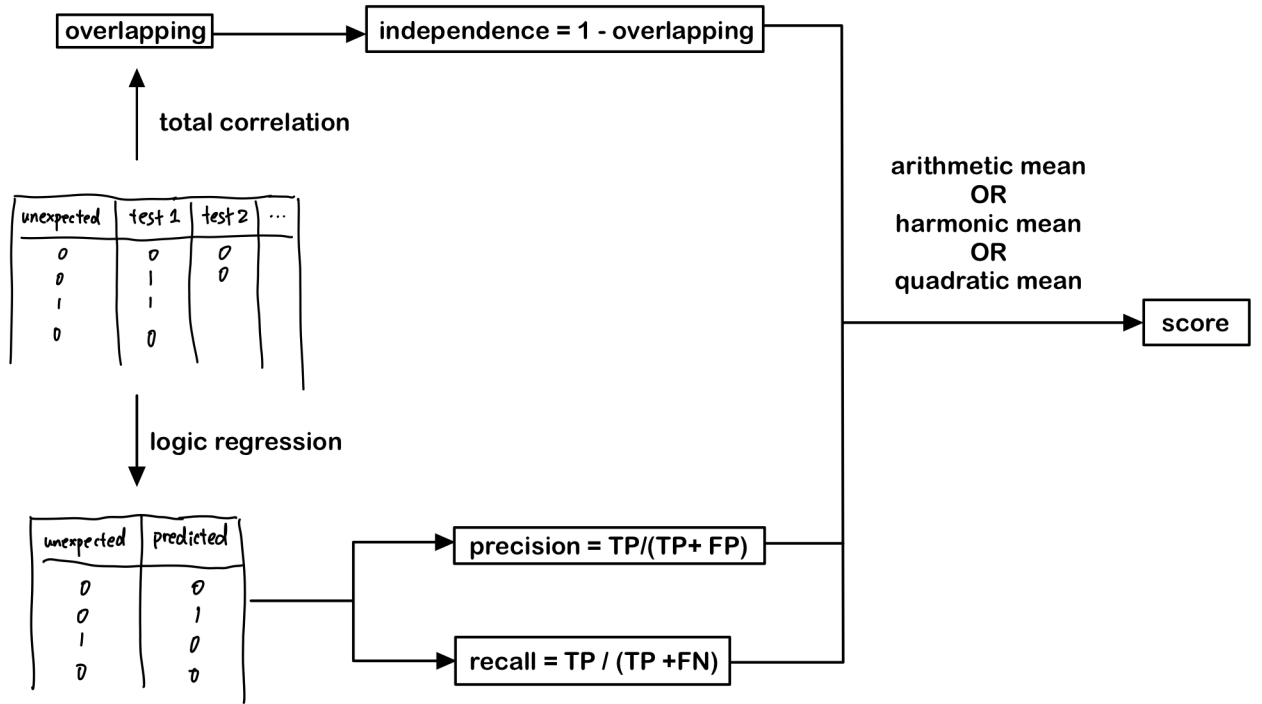 overlapping
independence = 1 - overlapping
total correlation
arithmetic mean
OR
harmonic mean
OR
quadratic mean
score
unexpected test 1 test 2 ...
0 0 0
0 1 0
1 1
0 0
logic regression
unexpected predicted
0 0
0 1
1 0
0 0
precision = TP/(TP+ FP)
recall = TP / (TP +FN)